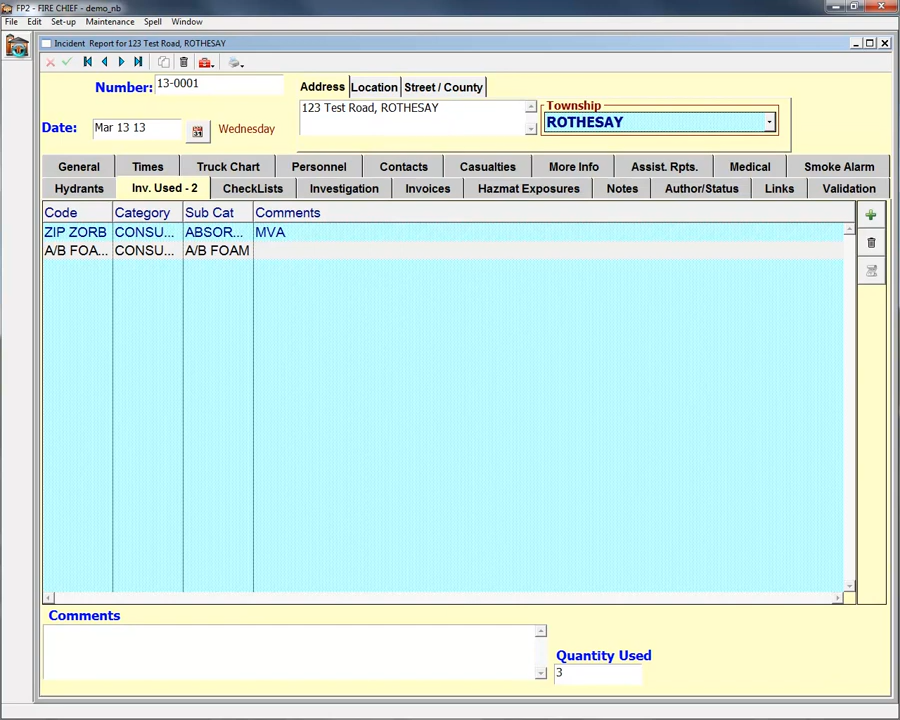 FP2 - FIRE CHIEF - demo_nb
File Edit Set-up Maintenance Spell Window
Incident Report for 123 Test Road, ROTHESAY
Number: 13-0001
Address Location Street / County
123 Test Road, ROTHESAY
Township
ROTHESAY
Date: Mar 13 13 Wednesday
General Times Truck Chart Personnel Contacts Casualties More Info Assist. Rpts. Medical Smoke Alarm
Hydrants Inv. Used - 2 CheckLists Investigation Invoices Hazmat Exposures Notes Author/Status Links Validation
Code Category Sub Cat Comments
ZIP ZORB CONSU... ABSOR... MVA
A/B FOA... CONSU... A/B FOAM
Comments
Quantity Used
3